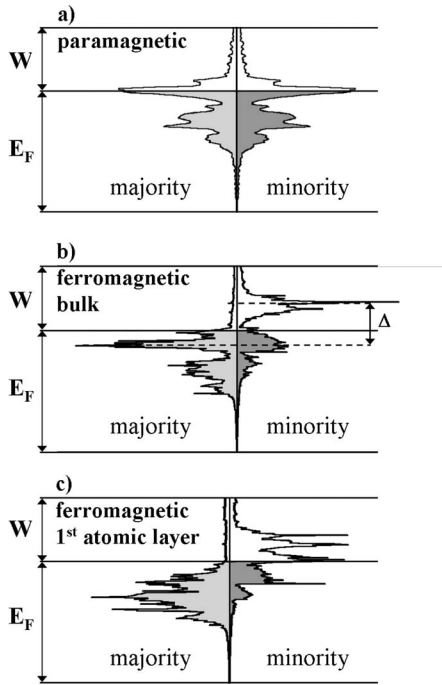 a)
paramagnetic
W
E_F
majority
minority
b)
ferromagnetic
bulk
W
Δ
E_F
majority
minority
c)
ferromagnetic
1st atomic layer
W
E_F
majority
minority